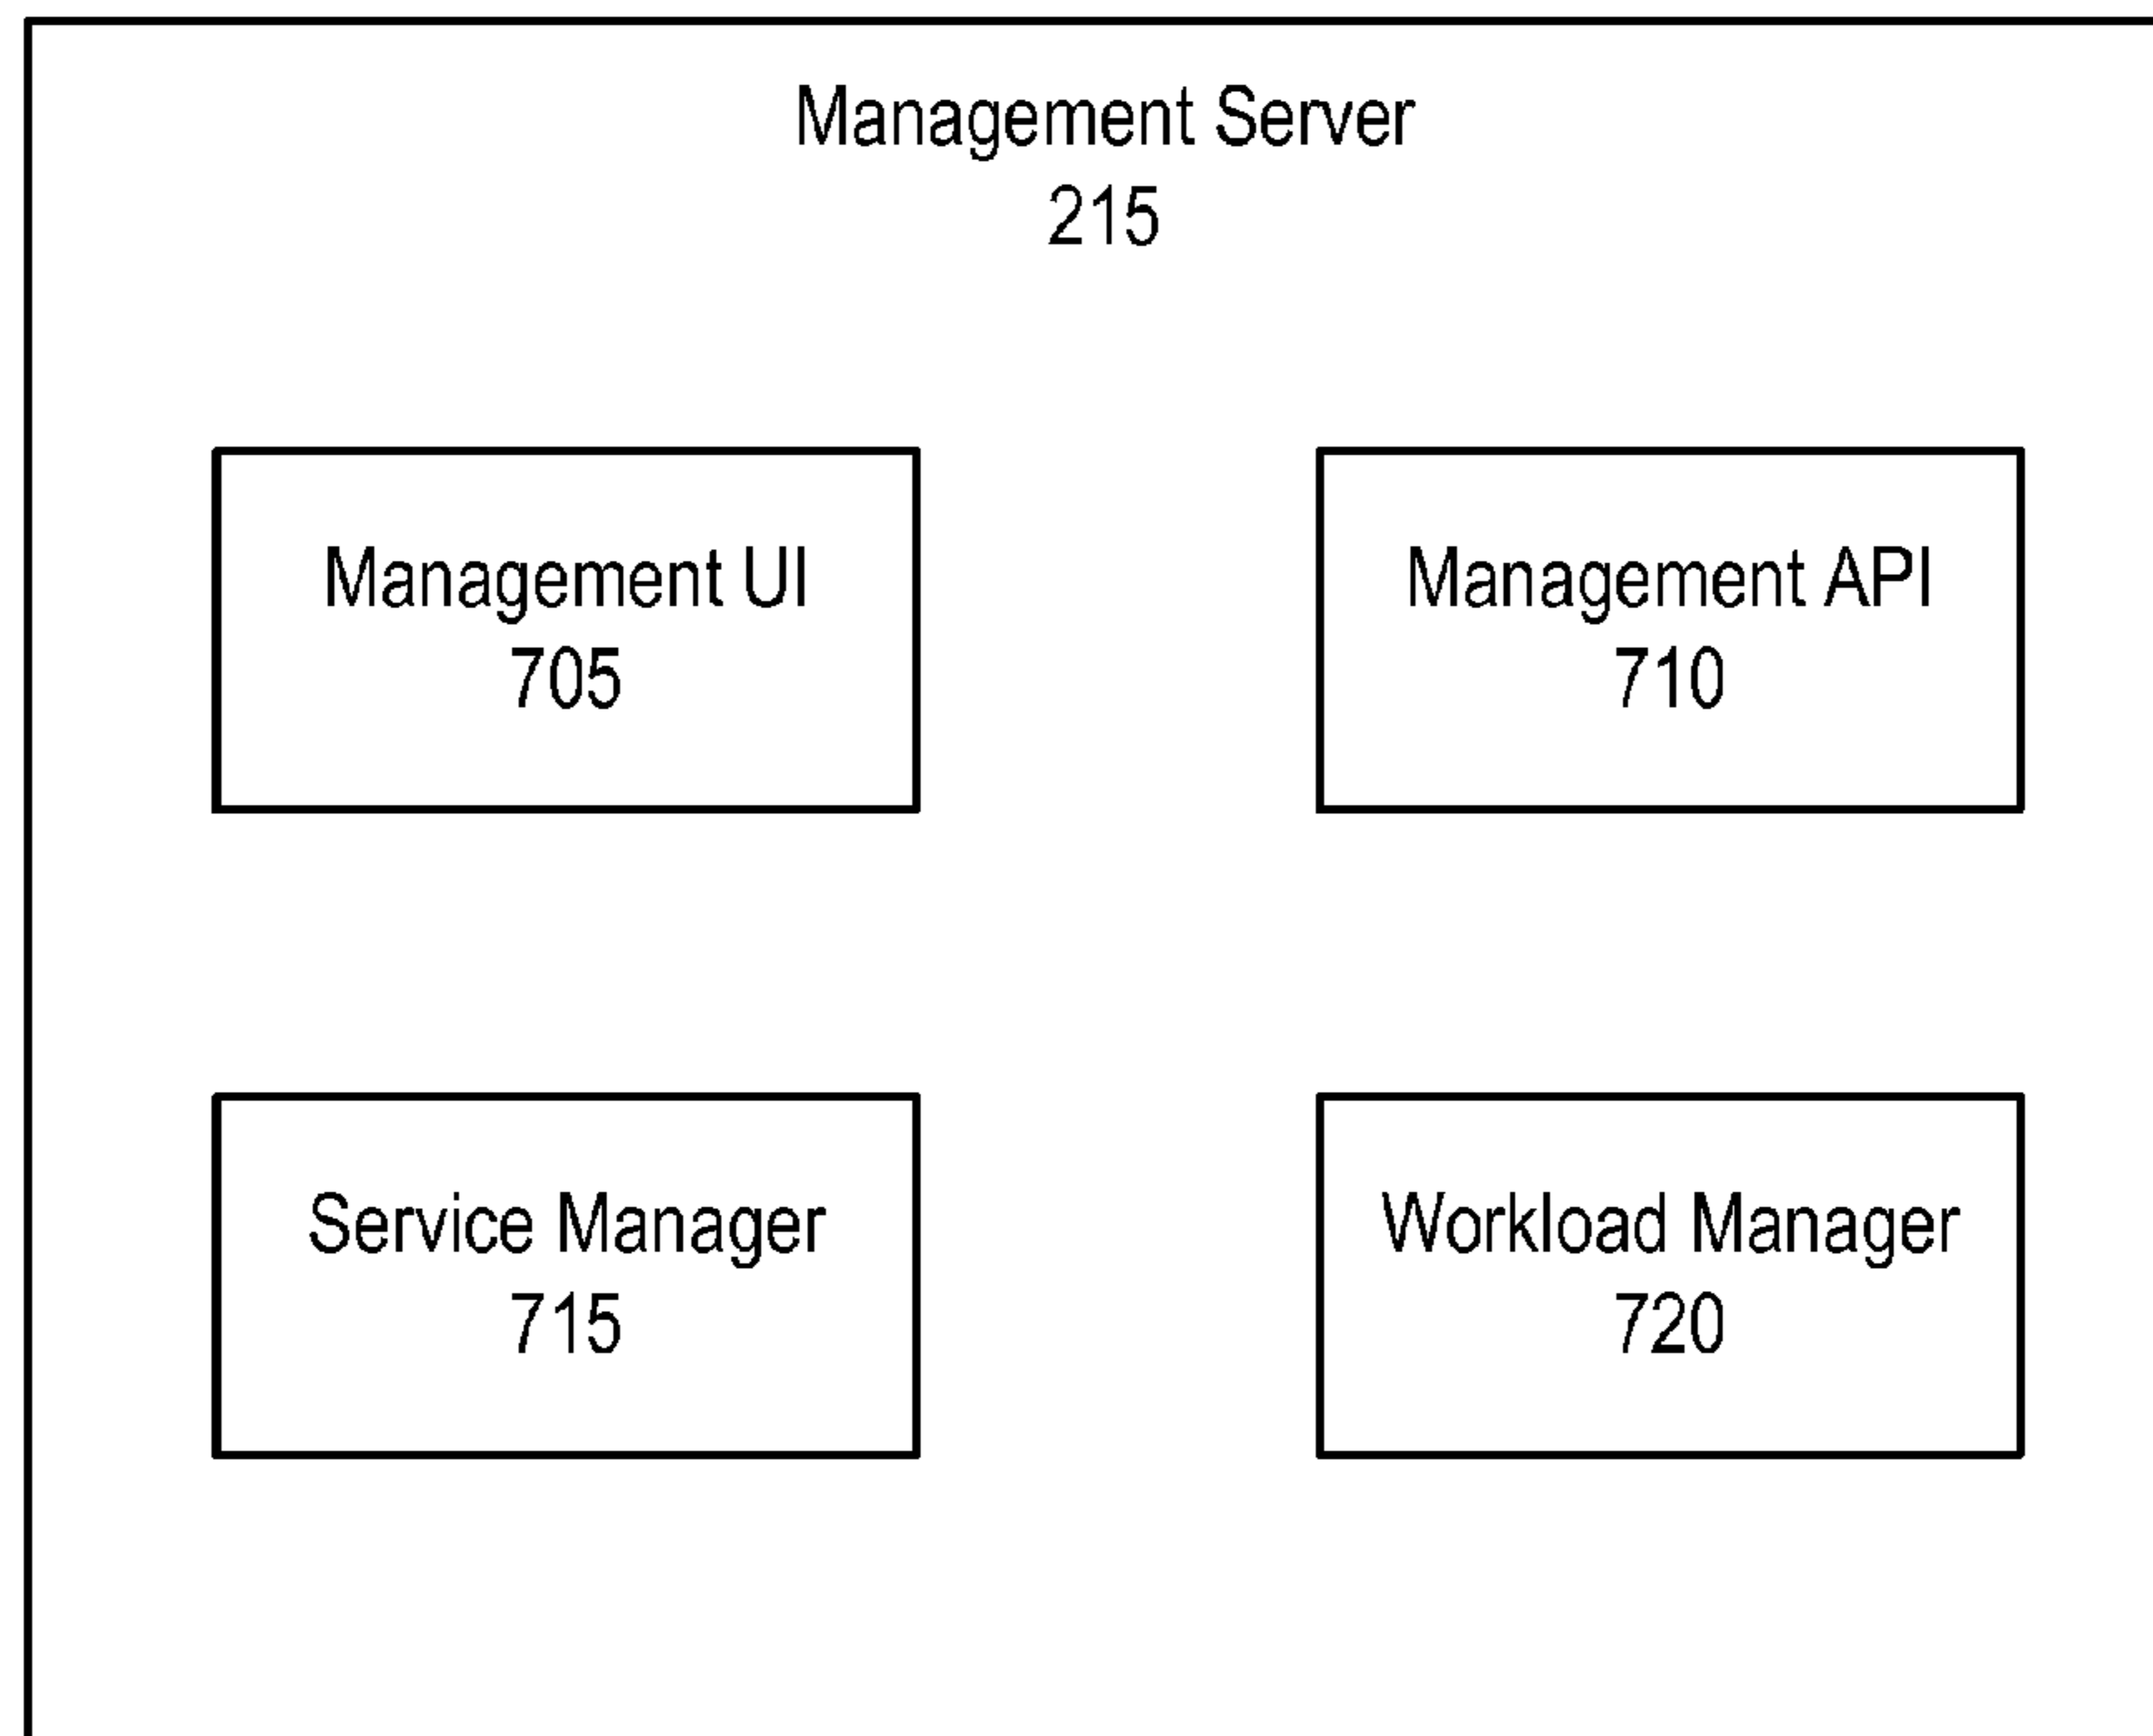 Management Server
215
Management UI
705
Management API
710
Service Manager
715
Workload Manager
720